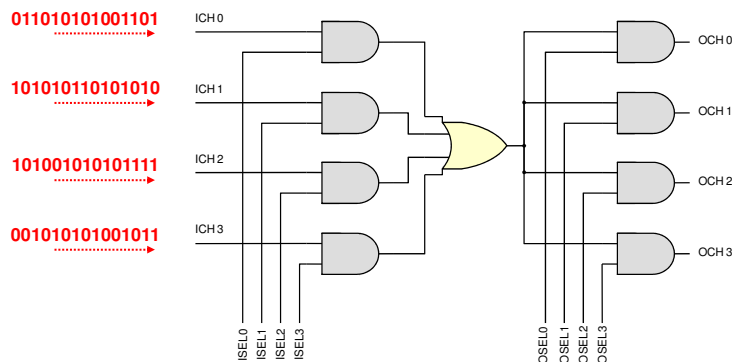 011010101001101
ICH 0
OCH 0
101010110101010
ICH 1
OCH 1
101001010101111
ICH 2
OCH 2
001010101001011
ICH 3
OCH 3
ISEL0
ISEL1
ISEL2
ISEL3
OSEL0
OSEL1
OSEL2
OSEL3